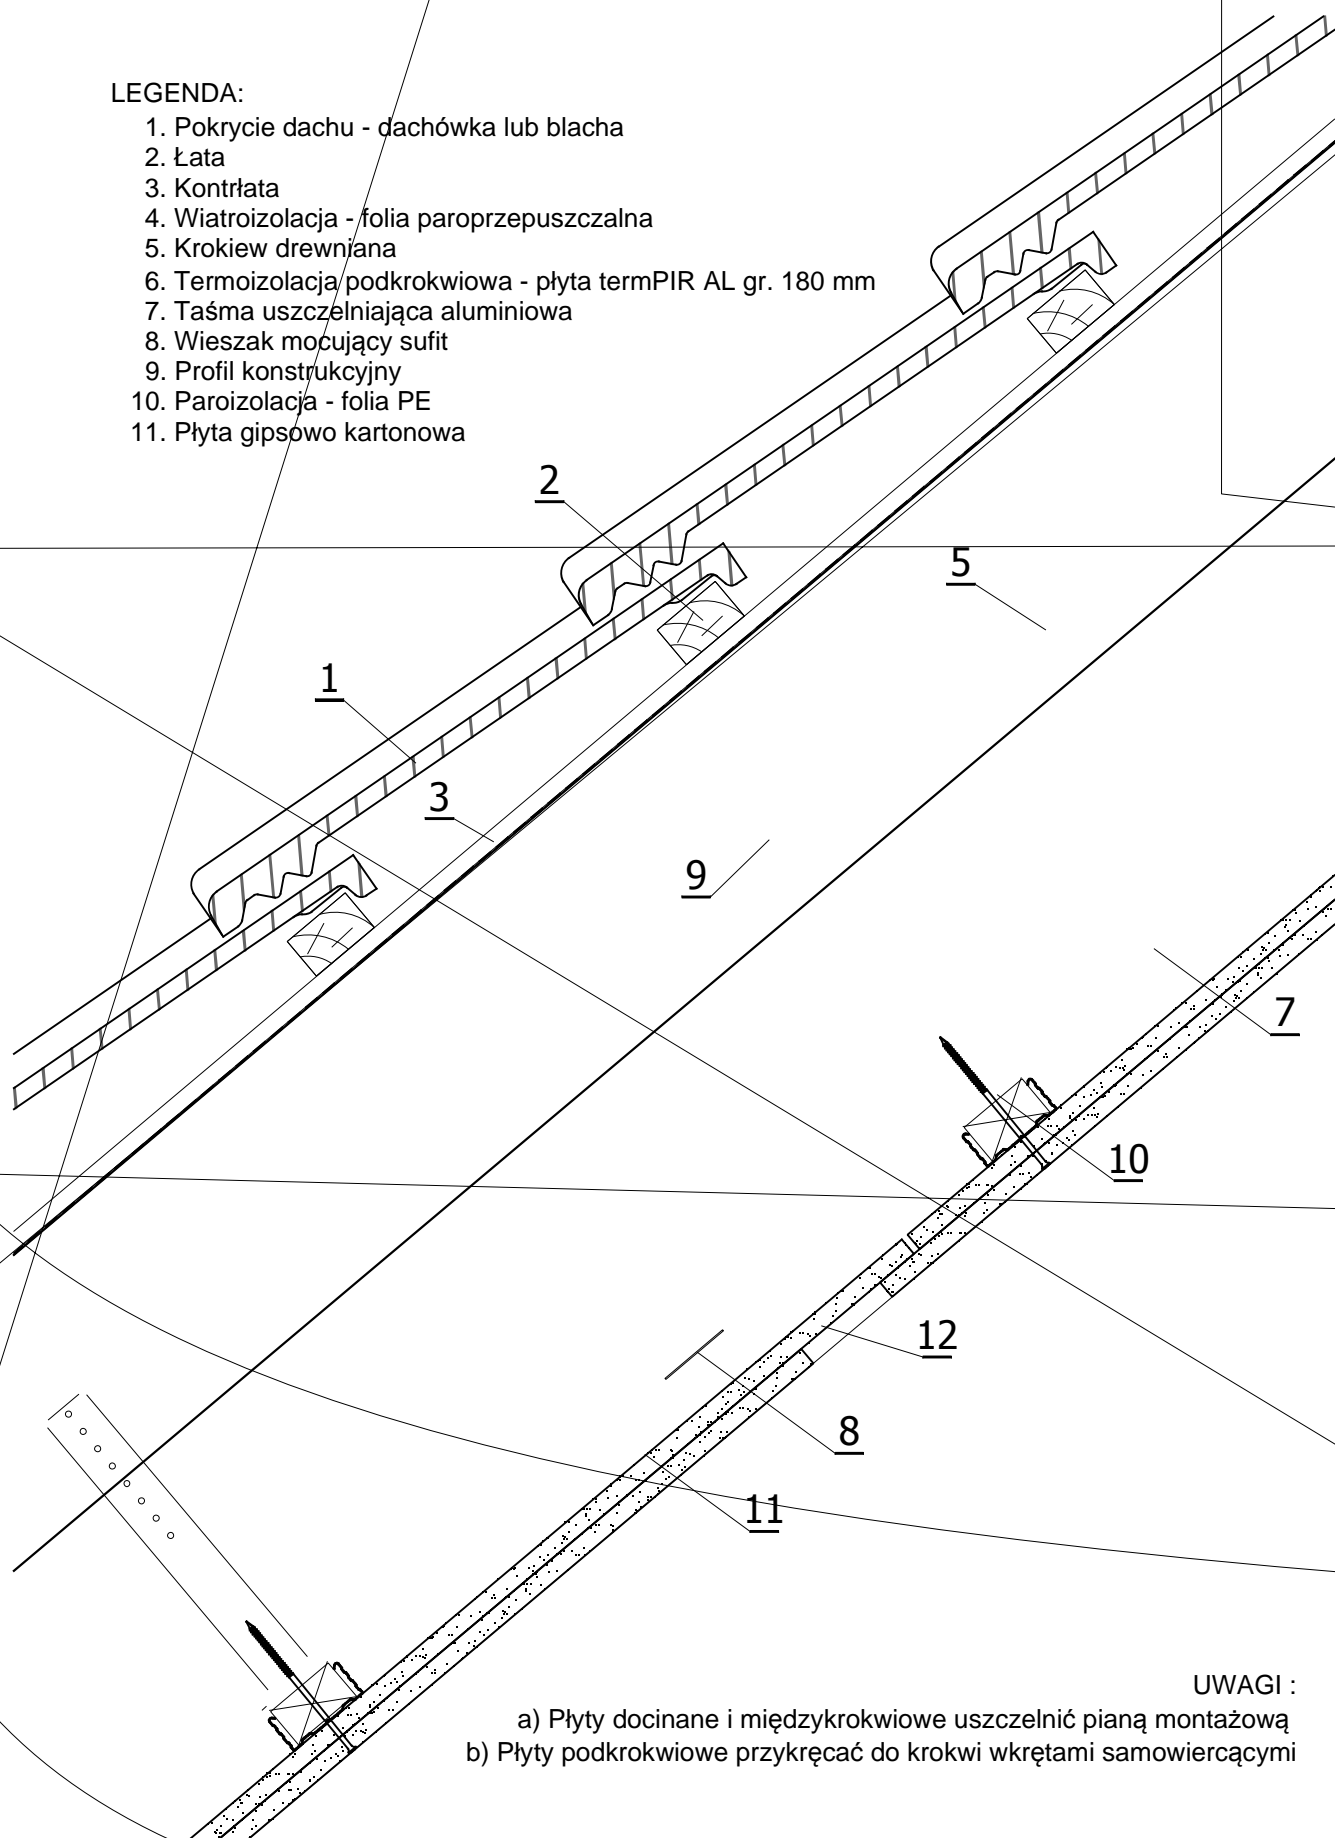 LEGENDA:
1. Pokrycie dachu - dachówka lub blacha
2. Łata
3. Kontrłata
4. Wiatroizolacja - folia paroprzepuszczalna
5. Krokiew drewniana
6. Termoizolacja podkrokwiowa - płyta termPIR AL gr. 180 mm
7. Taśma uszczelniająca aluminiowa
8. Wieszak mocujący sufit
9. Profil konstrukcyjny
10. Paroizolacja - folia PE
11. Płyta gipsowo kartonowa
2
5
1
3
9
7
10
12
8
11
UWAGI :
a) Płyty docinane i międzykrokwiowe uszczelnić pianą montażową
b) Płyty podkrokwiowe przykręcać do krokwi wkrętami samowiercącymi